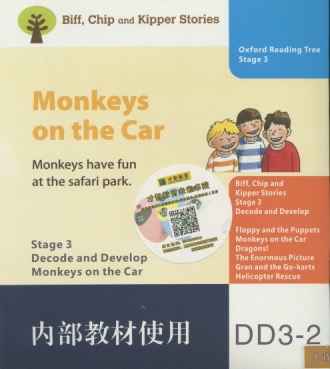 Biff, Chip and Kipper Stories
Oxford Reading Tree
Stage 3
Monkeys
on the Car
Monkeys have fun
at the safari park.
Stage 3
Decode and Develop
Monkeys on the Car
Biff, Chip and
Kipper Stories
Stage 3
Decode and Develop
Floppy and the Puppets
Monkeys on the Car
Dragons!
The Enormous Picture
Gran and the Go-karts
Helicopter Rescue
内部教材使用
DD3-2